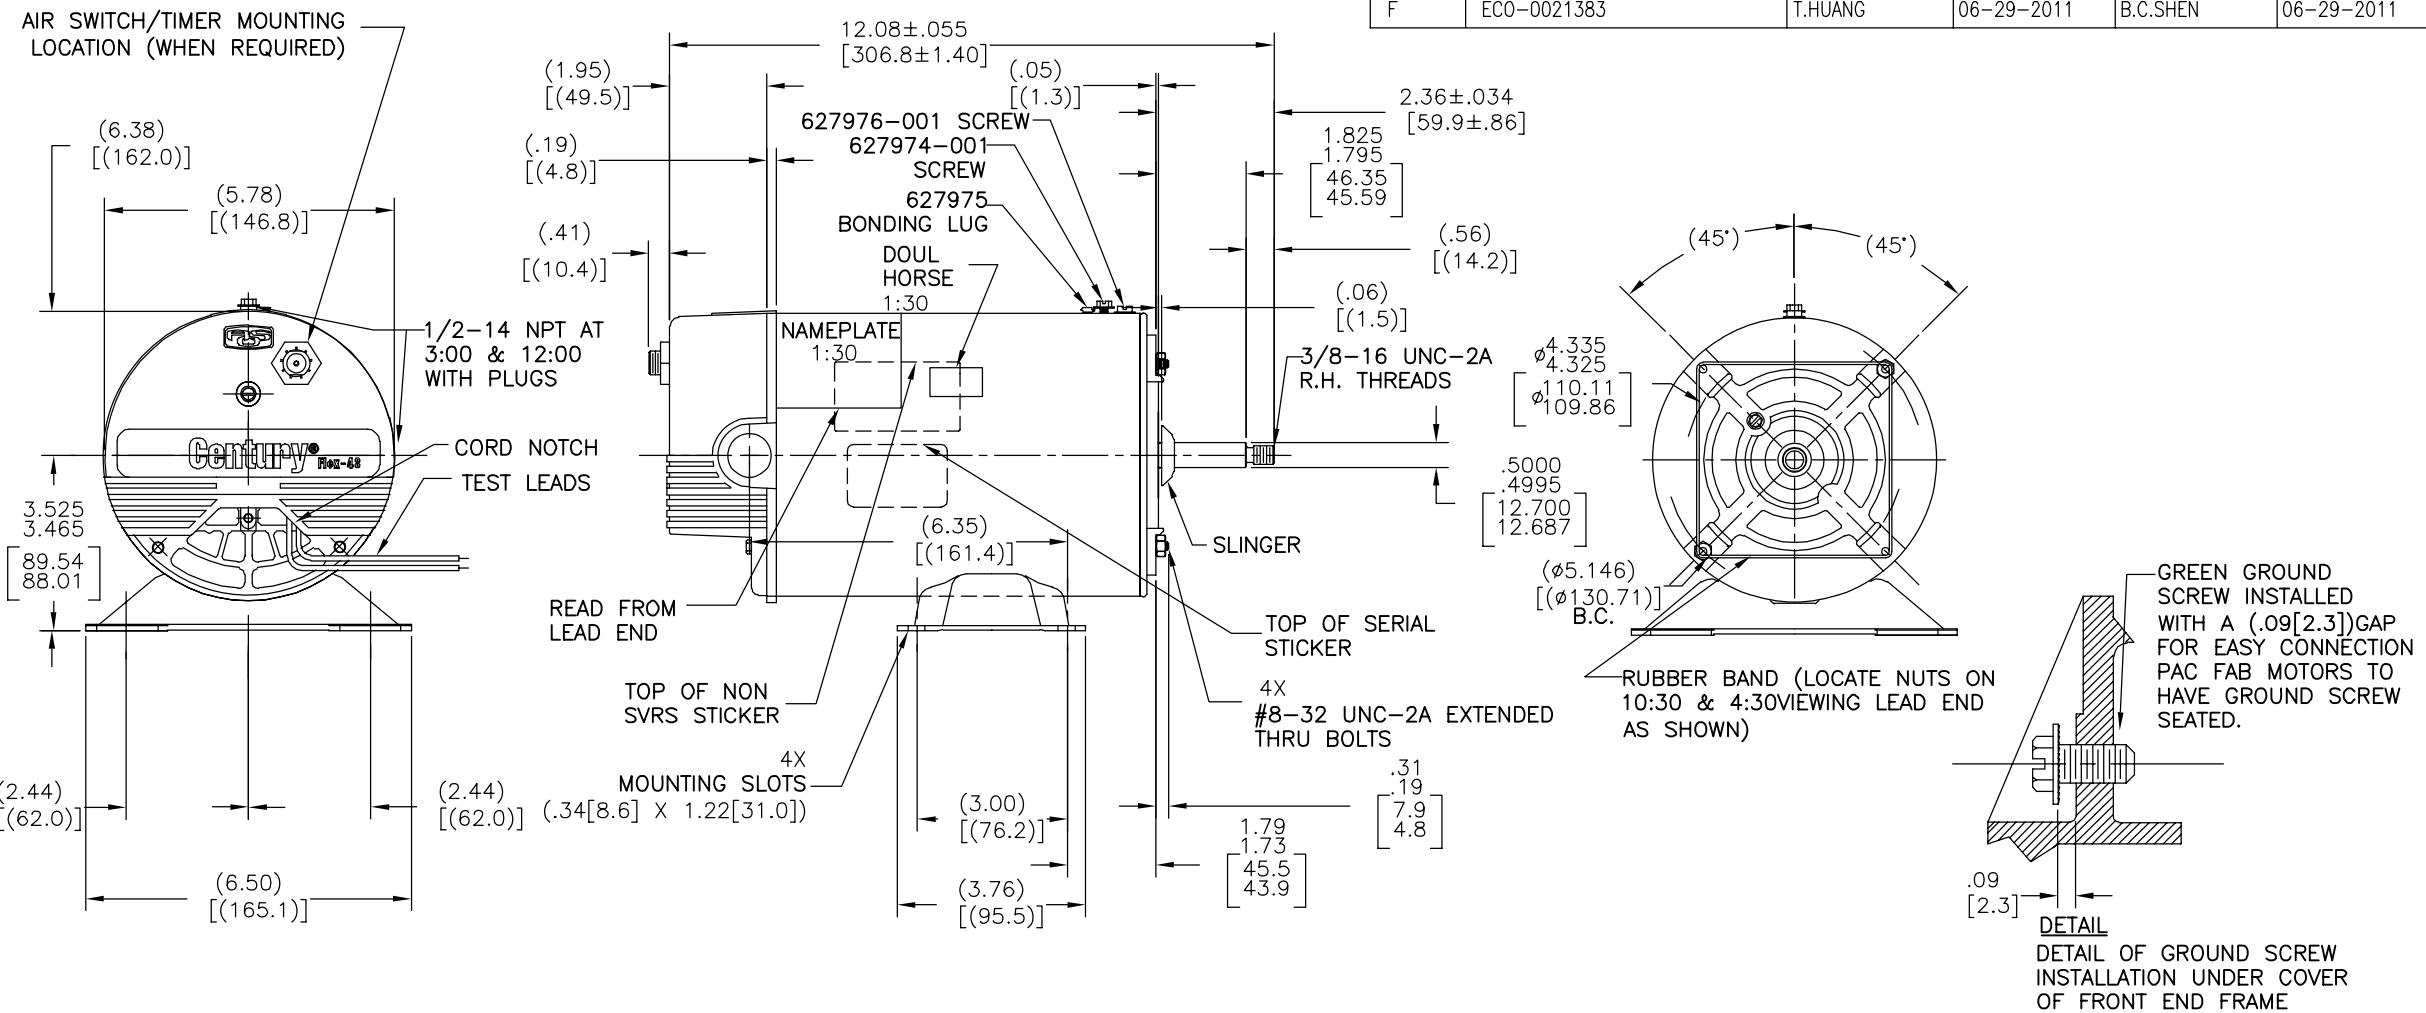 F ECO-0021383 T.HUANG 06-29-2011 B.C.SHEN 06-29-2011
AIR SWITCH/TIMER MOUNTING
LOCATION (WHEN REQUIRED)
(6.38)
[(162.0)]
(5.78)
[(146.8)]
1/2-14 NPT AT
3:00 & 12:00
WITH PLUGS
Century®
Flex-48
CORD NOTCH
TEST LEADS
3.525
3.465
89.54
88.01
(2.44)
[(62.0)]
(2.44)
[(62.0)]
(6.50)
[(165.1)]
12.08±.055
[306.8±1.40]
(1.95)
[(49.5)]
(.05)
[(1.3)]
2.36±.034
[59.9±.86]
(.19)
[(4.8)]
627976-001 SCREW
627974-001
SCREW
627975
BONDING LUG
1.825
1.795
46.35
45.59
(.41)
[(10.4)]
DOUL
HORSE
1:30
(.56)
[(14.2)]
(.06)
[(1.5)]
NAMEPLATE
1:30
3/8-16 UNC-2A
R.H. THREADS
.5000
.4995
12.700
12.687
(6.35)
[(161.4)]
SLINGER
READ FROM
LEAD END
TOP OF SERIAL
STICKER
TOP OF NON
SVRS STICKER
4X
#8-32 UNC-2A EXTENDED
THRU BOLTS
4X
MOUNTING SLOTS
(.34[8.6] X 1.22[31.0])
(3.00)
[(76.2)]
.31
.19
7.9
4.8
1.79
1.73
45.5
43.9
(3.76)
[(95.5)]
(45°)
(45°)
ø4.335
4.325
ø110.11
109.86
(ø5.146)
[(ø130.71)]
B.C.
RUBBER BAND (LOCATE NUTS ON
10:30 & 4:30VIEWING LEAD END
AS SHOWN)
GREEN GROUND
SCREW INSTALLED
WITH A (.09[2.3])GAP
FOR EASY CONNECTION
PAC FAB MOTORS TO
HAVE GROUND SCREW
SEATED.
.09
[2.3]
DETAIL
DETAIL OF GROUND SCREW
INSTALLATION UNDER COVER
OF FRONT END FRAME